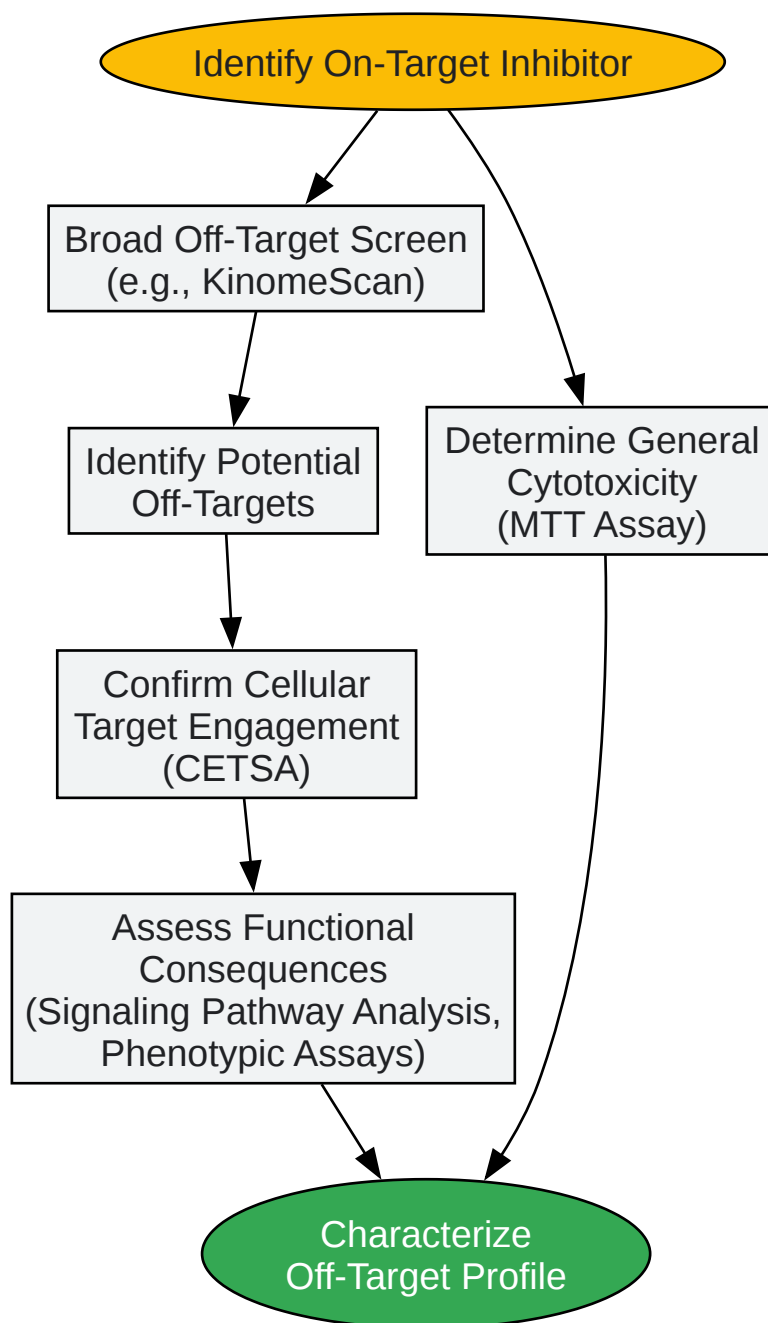 Identify On-Target Inhibitor
Broad Off-Target Screen
(e.g., KinomeScan)
Identify Potential
Off-Targets
Determine General
Cytotoxicity
(MTT Assay)
Confirm Cellular
Target Engagement
(CETSA)
Assess Functional
Consequences
(Signaling Pathway Analysis,
Phenotypic Assays)
Characterize
Off-Target Profile